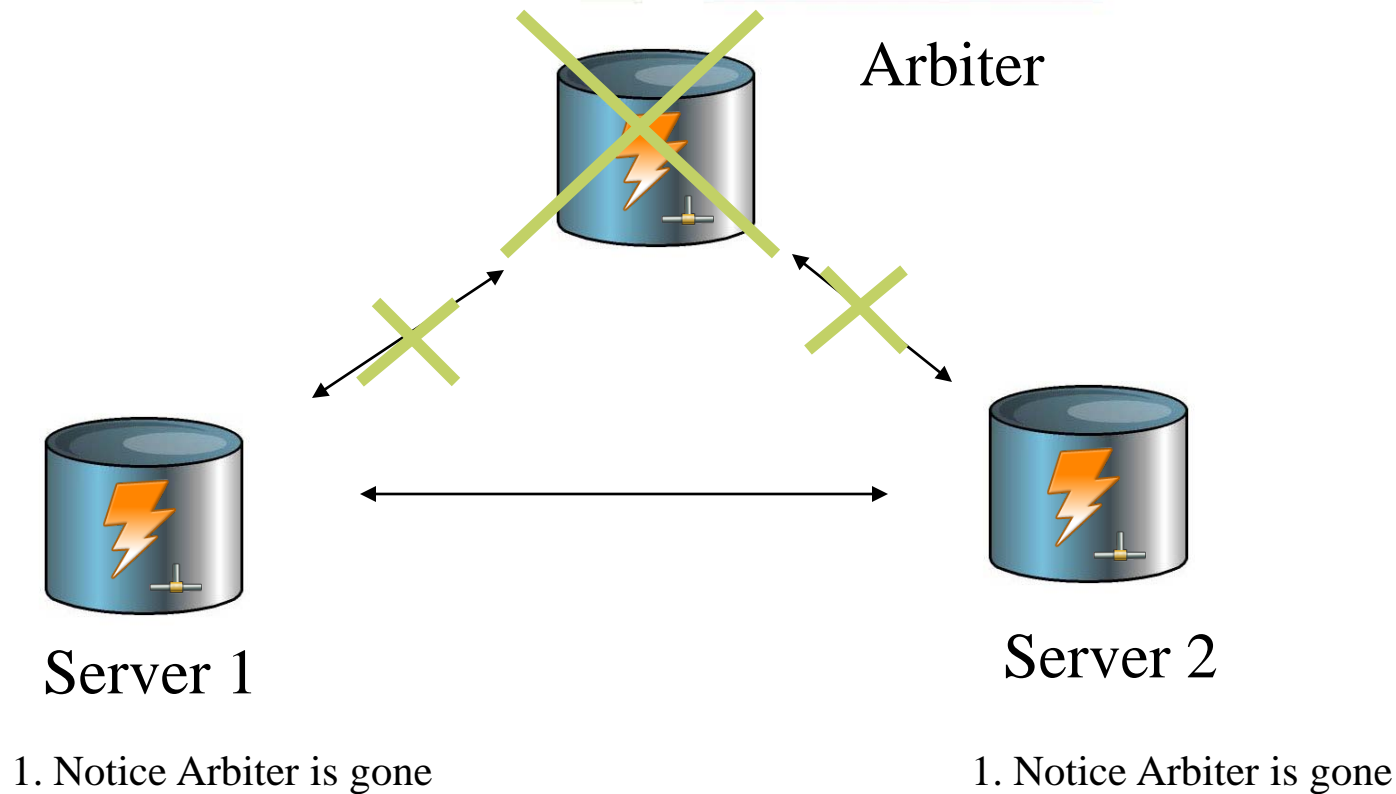 Arbiter
Server 1
Server 2
1. Notice Arbiter is gone
1. Notice Arbiter is gone